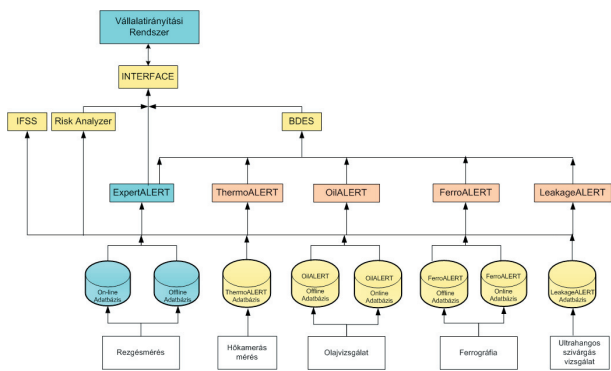 Vállalatirányítási
Rendszer
INTERFACE
IFSS
Risk Analyzer
BDES
ExpertALERT
ThermoALERT
OilALERT
FerroALERT
LeakageALERT
On-line
Adatbázis
Offline
Adatbázis
ThermoALERT
Adatbázis
OilALERT
Offline
Adatbázis
OilALERT
Online
Adatbázis
FerroALERT
Offline
Adatbázis
FerroALERT
Online
Adatbázis
LeakageALERT
Adatbázis
Rezgésmérés
Hőkamerás
mérés
Olajvizsgálat
Ferrográfia
Ultrahangos
szivárgás
vizsgálat